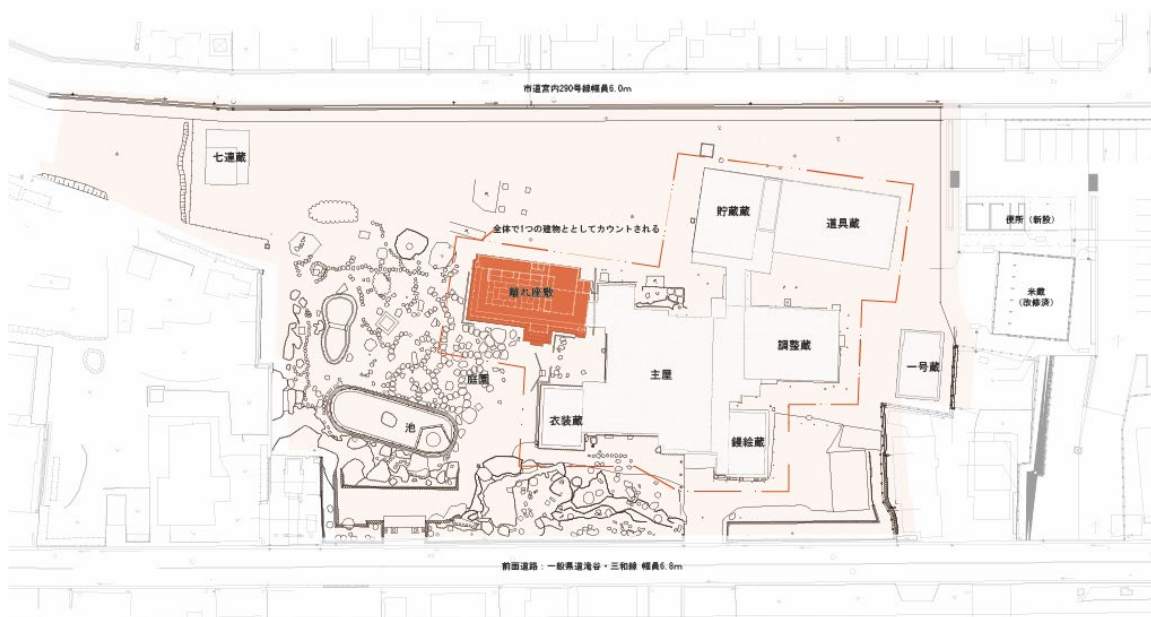 市道宮内290号線幅員6.0m
七連蔵
貯蔵蔵
道具蔵
便所（新設）
全体で1つの建物ととしてカウントされる
離れ座敷
米蔵
（改修済）
調整蔵
一号蔵
主屋
庭園
衣装蔵
池
鏝絵蔵
前面道路：一般県道滝谷・三和線 幅員6.8m